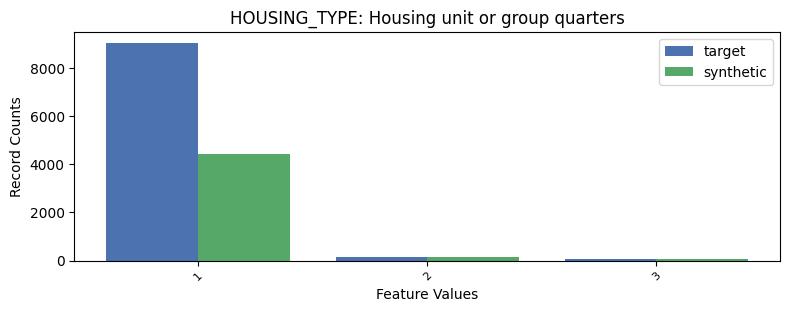 HOUSING_TYPE: Housing unit or group quarters
target
synthetic
Record Counts
8000
6000
4000
2000
0
1
2
3
Feature Values